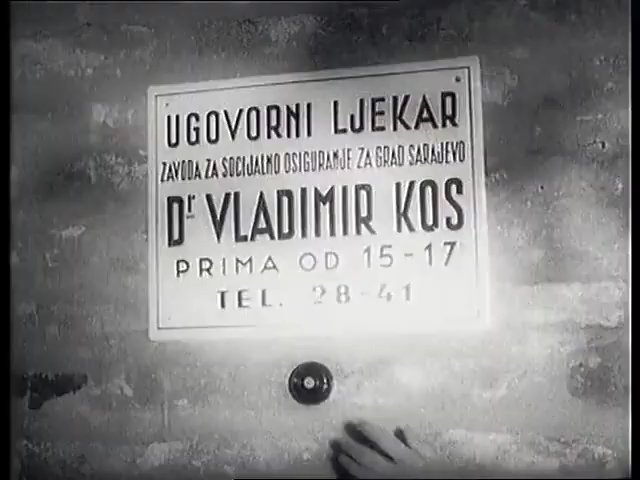 UGOVORNI LJEKAR
ZAVODA ZA SOCIJALNO OSIGURANJE ZA GRAD SARAJEVO
Dr VLADIMIR KOS
PRIMA OD 15-17
TEL. 28-41